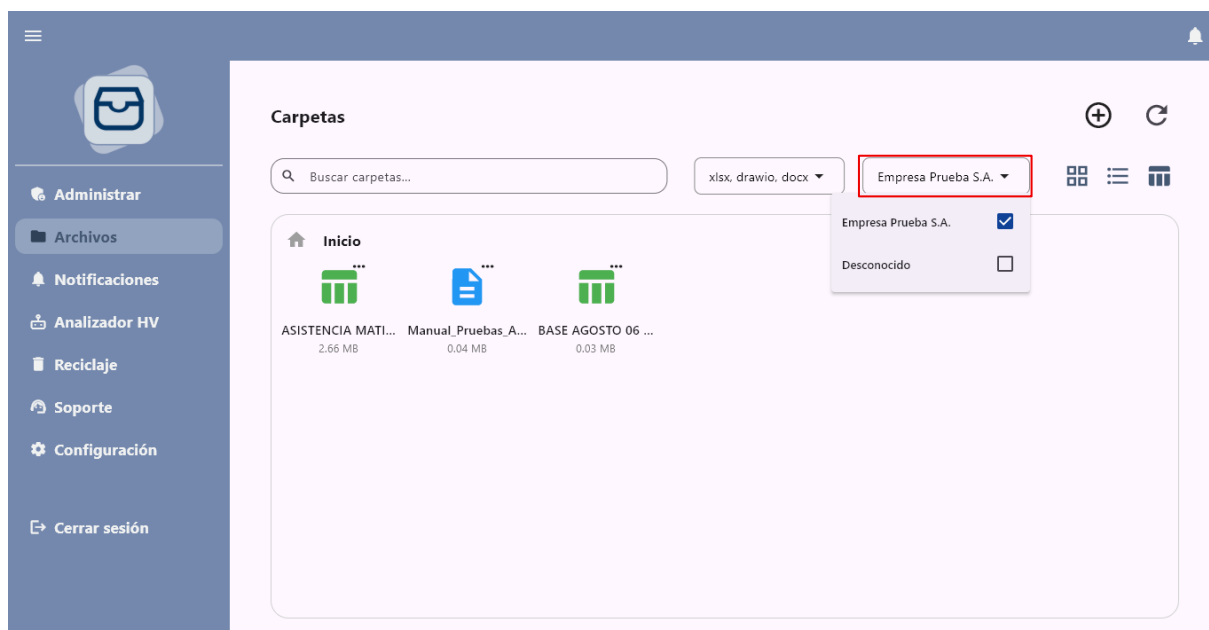 Carpetas
Buscar carpetas...
xlsx, drawio, docx
Empresa Prueba S.A.
Administrar
Archivos
Notificaciones
Analizador HV
Reciclaje
Soporte
Configuración
Cerrar sesión
Empresa Prueba S.A.
Desconocido
Inicio
ASISTENCIA MATI... Manual_Pruebas_A... BASE AGOSTO 06 ...
2.66 MB 0.04 MB 0.03 MB